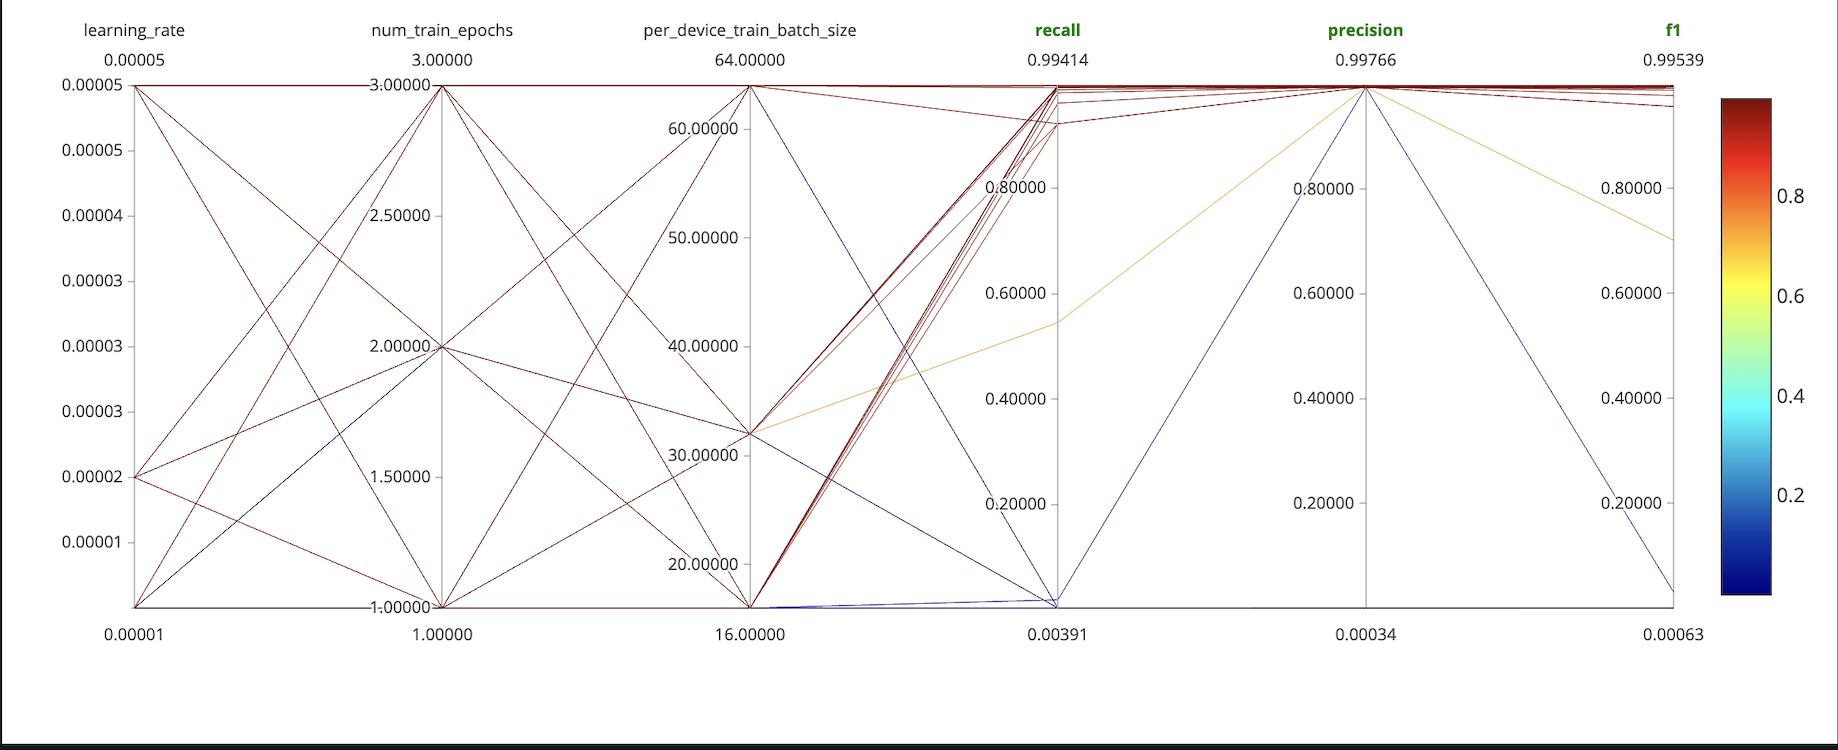 learning_rate num_train_epochs per_device_train_batch_size recall precision f1
0.00005 3.00000 64.00000 0.99414 0.99766 0.99539
0.00005 3.00000
60.00000
0.00005
0.80000 0.80000 0.80000 0.8
0.00004 2.50000
50.00000
0.00003 0.60000 0.60000 0.60000 0.6
0.00003 2.00000 40.00000
0.40000 0.40000 0.40000 0.4
0.00003
30.00000
0.00002 1.50000
0.20000 0.20000 0.20000 0.2
0.00001
20.00000
1.00000
0.00001 1.00000 16.00000 0.00391 0.00034 0.00063